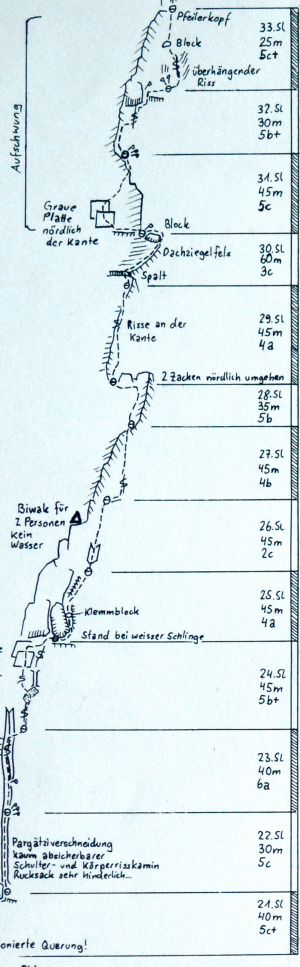 Pfeilerkopf
33.SL
25m
5c+
Block
überhängender
Riss
Aufschwung
32.SL
30m
5b+
31.SL
45m
5c
Graue
Platte
nördlich
der Kante
Block
Dachziegelfels
30.SL
60m
3c
Spalt
29.SL
45m
4a
Risse an der
Kante
2 Zacken nördlich umgehen
28.SL
35m
5b
27.SL
45m
4b
Biwak für
2 Personen
Kein
Wasser
26.SL
45m
2c
25.SL
45m
4a
Klemmblock
Stand bei weisser Schlinge
24.SL
45m
5b+
23.SL
40m
6a
22.SL
30m
5c
Pargätziverschneidung
kaum absicherbarer
Schulter- und Körperrisskamin
Rucksack sehr hinderlich...
21.SL
40m
5c+
onierte Querung!